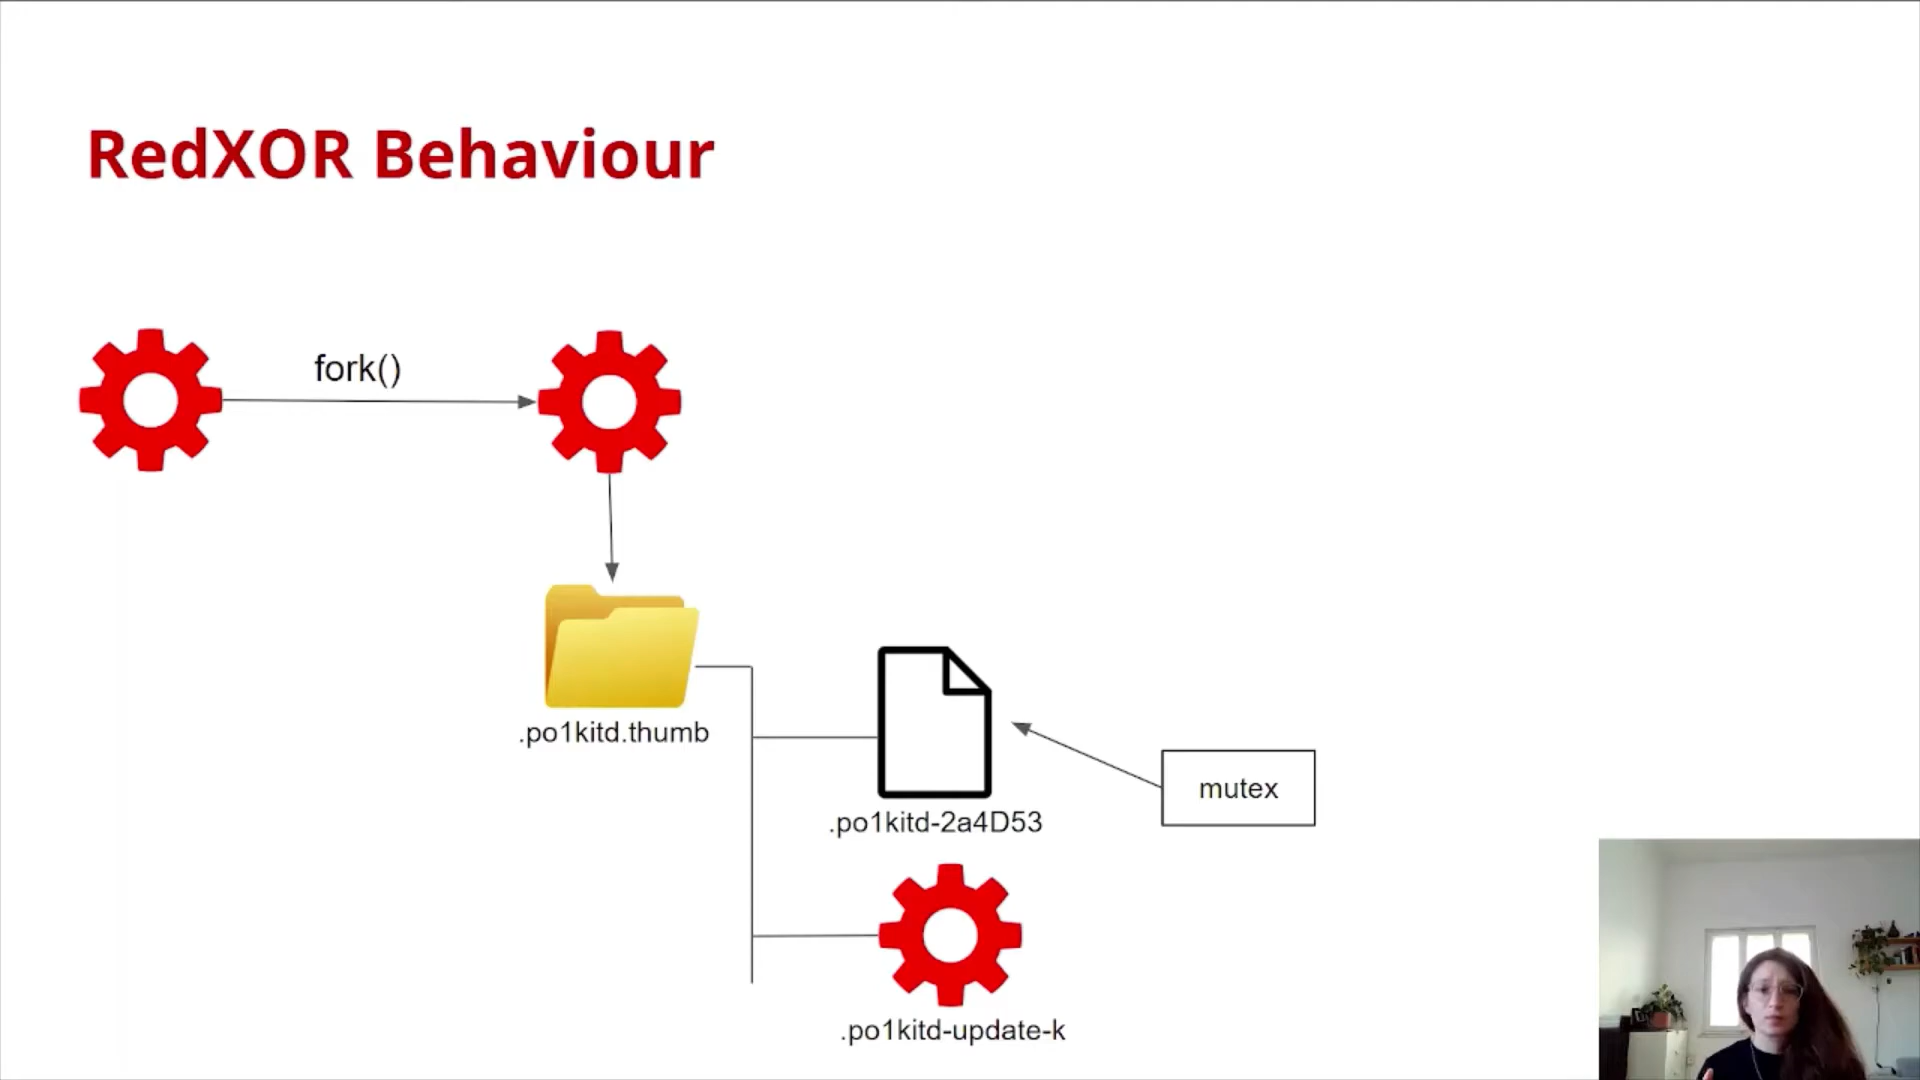 RedXOR Behaviour
fork()
.po1kitd.thumb
.po1kitd-2a4D53
mutex
.po1kitd-update-k